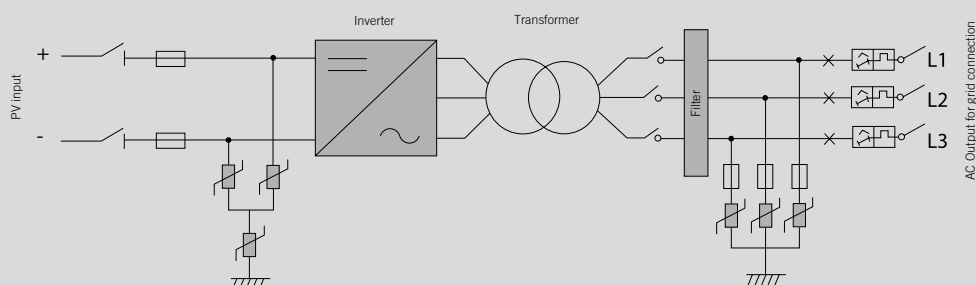 Inverter
Transformer
PV input
+
-
Filter
L1
L2
L3
AC Output for grid connection